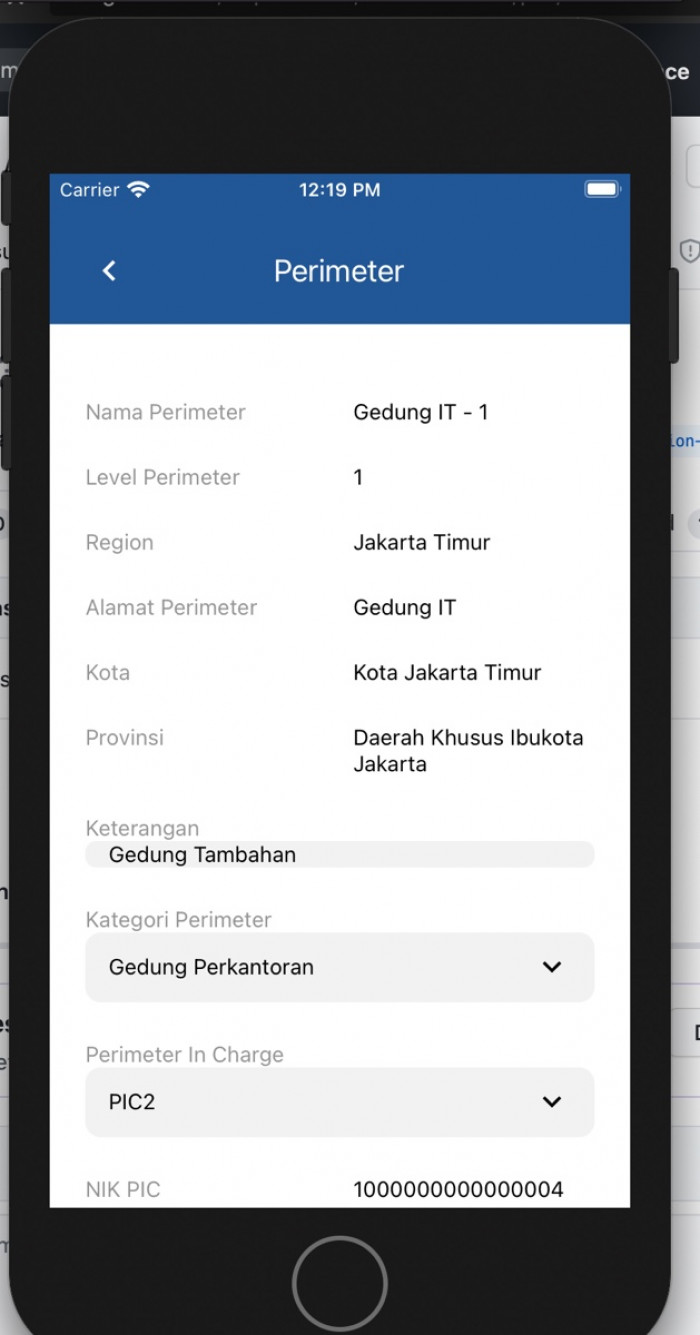 ce
Carrier 12:19 PM
Perimeter
Nama Perimeter Gedung IT - 1
Level Perimeter 1
Region Jakarta Timur
Alamat Perimeter Gedung IT
Kota Kota Jakarta Timur
Provinsi Daerah Khusus Ibukota
Jakarta
Keterangan
Gedung Tambahan
Kategori Perimeter
Gedung Perkantoran
Perimeter In Charge
PIC2
NIK PIC 1000000000000004